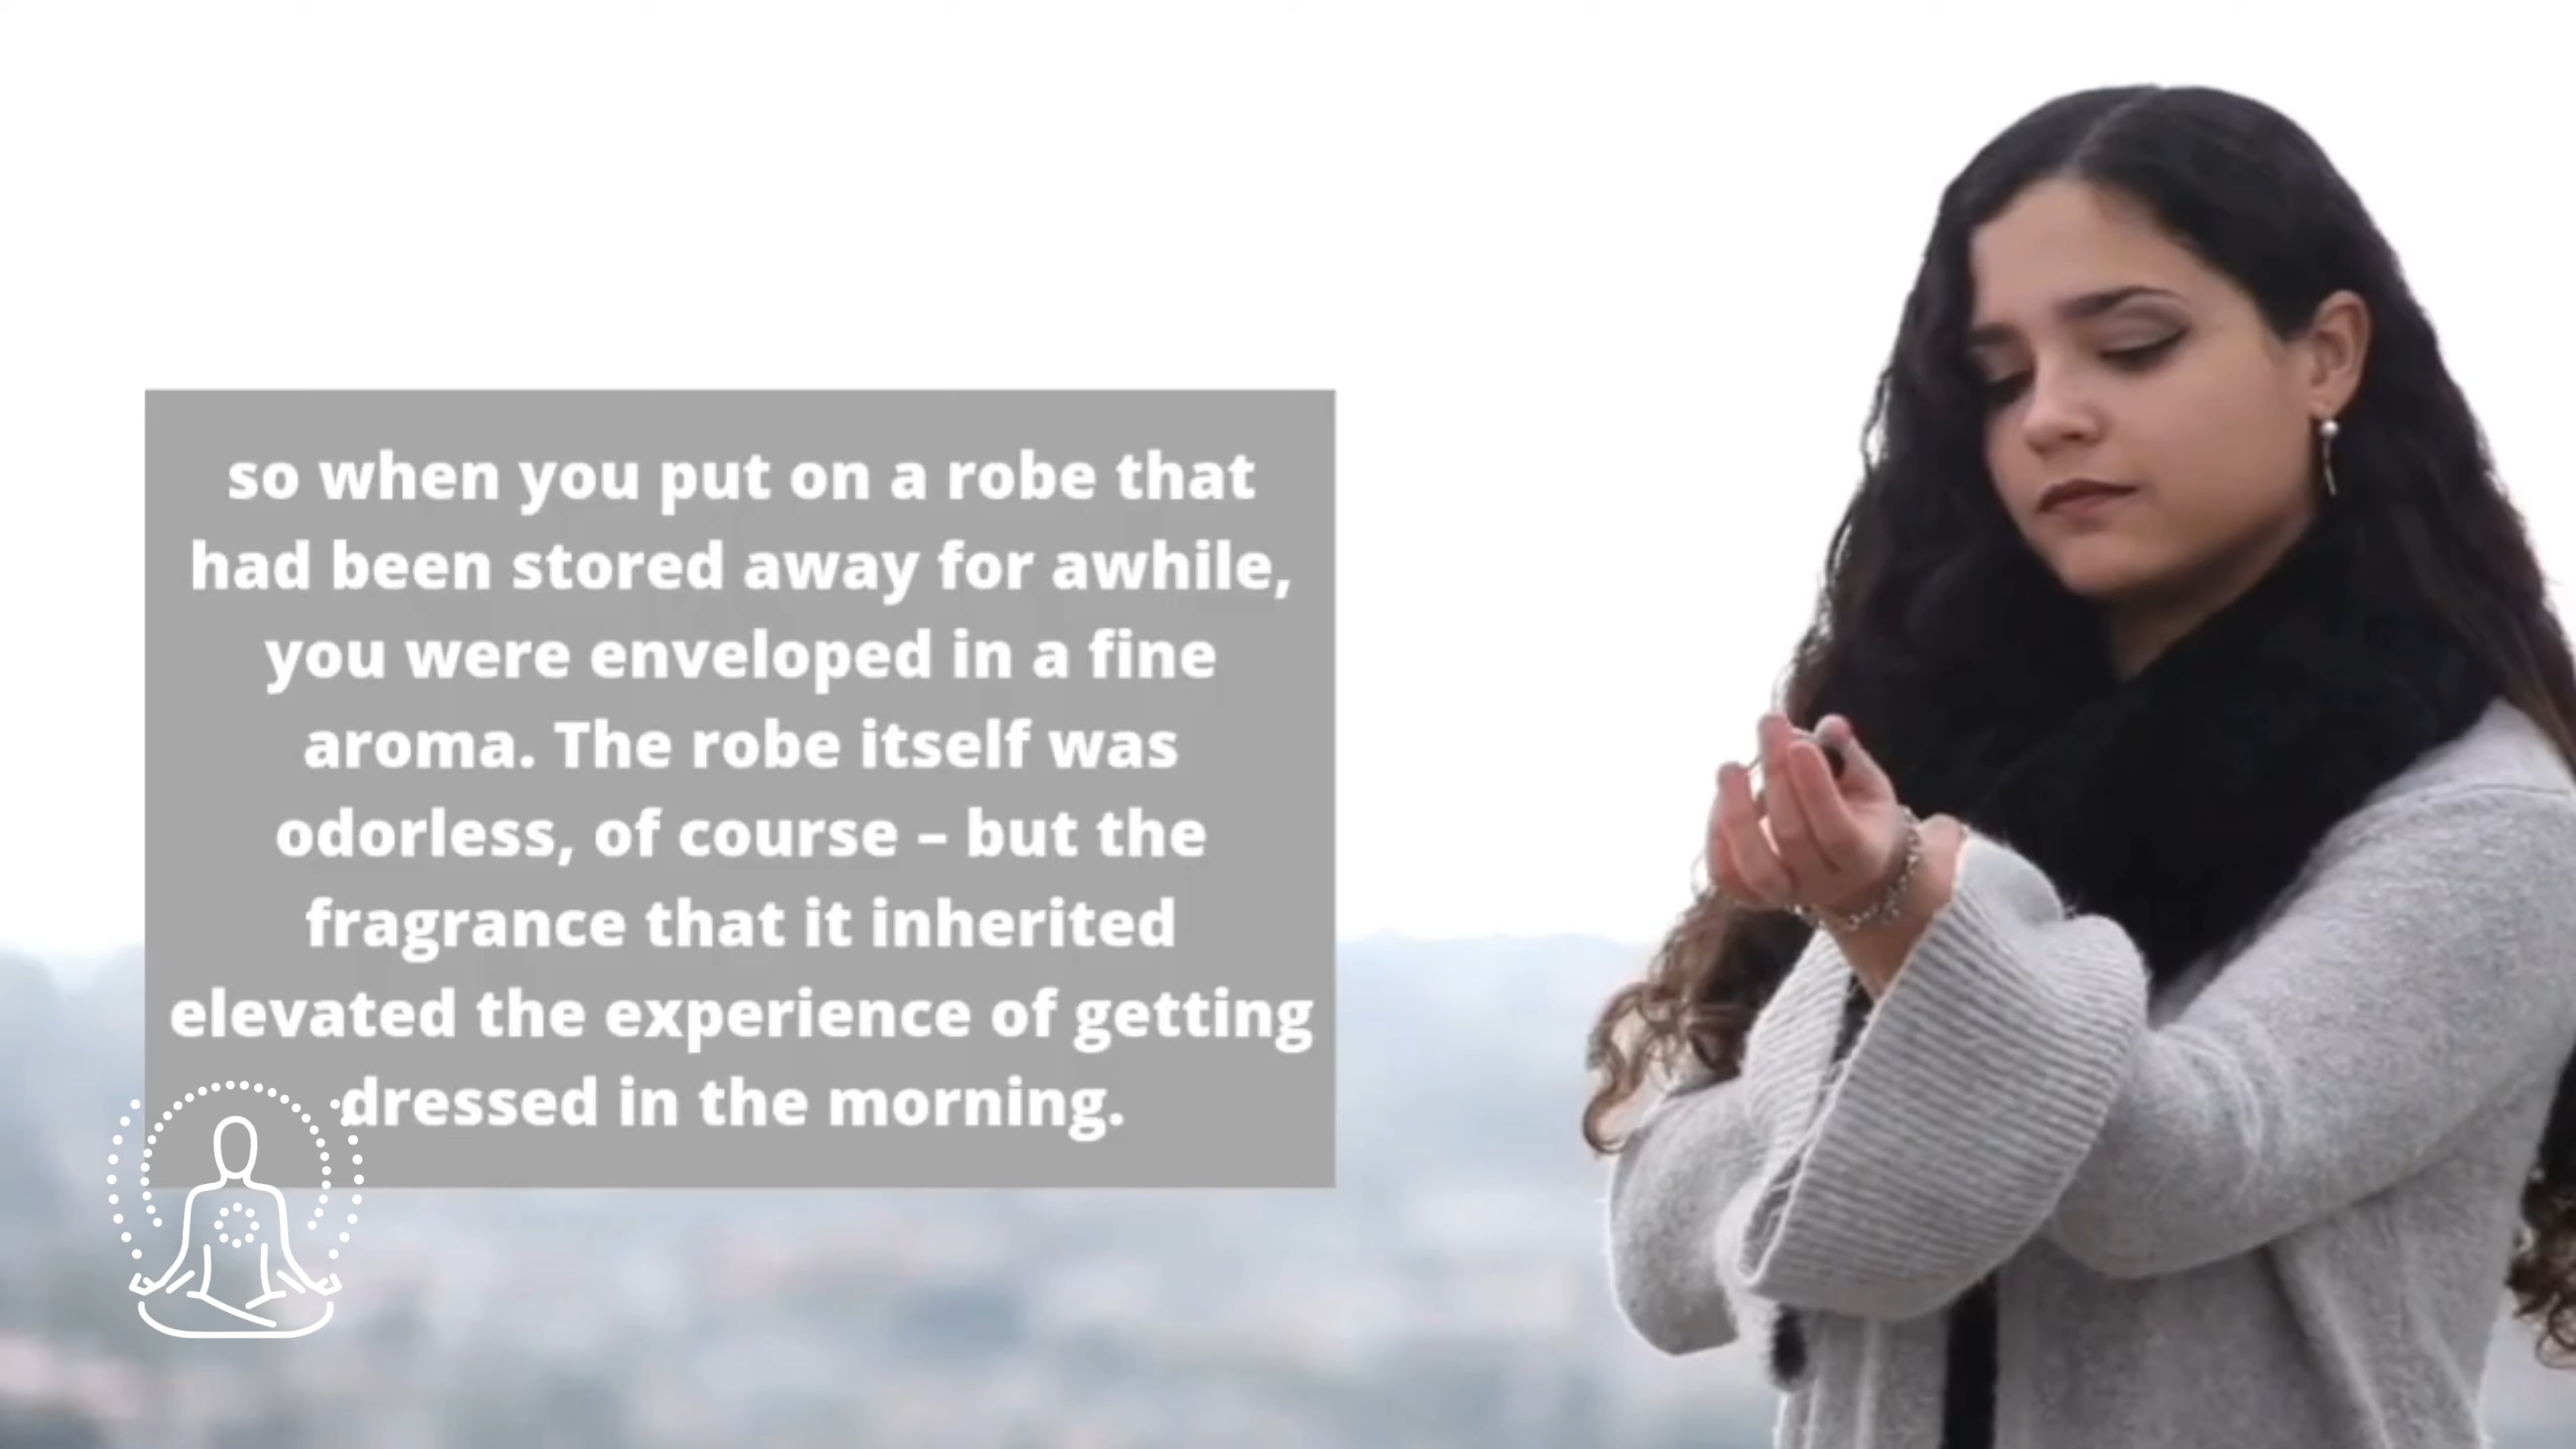 so when you put on a robe that
had been stored away for awhile,
you were enveloped in a fine
aroma. The robe itself was
odorless, of course – but the
fragrance that it inherited
elevated the experience of getting
dressed in the morning.